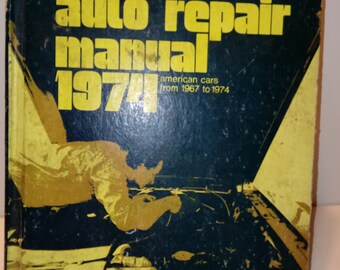 auto repair
manual
1974
american cars
from 1967 to 1974